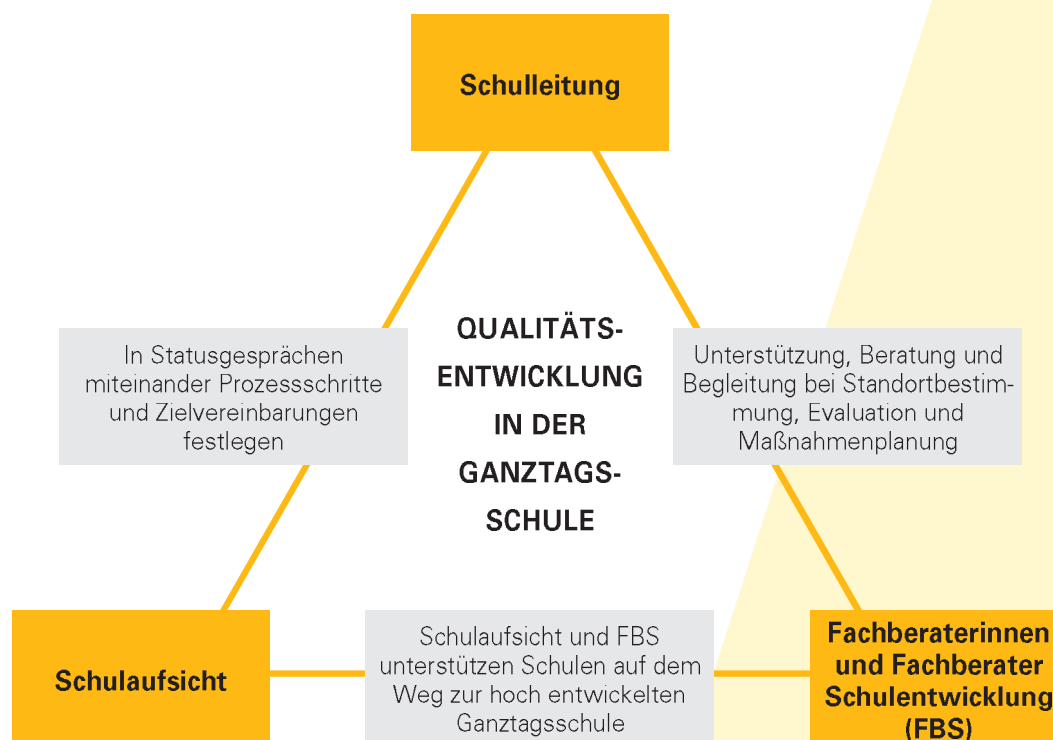 Schulleitung
QUALITÄTS-
ENTWICKLUNG
IN DER
GANZTAGS-
SCHULE
In Statusgesprächen
miteinander Prozessschritte
und Zielvereinbarungen
festlegen
Unterstützung, Beratung und
Begleitung bei Standortbestim-
mung, Evaluation und
Maßnahmenplanung
Schulaufsicht
Schulaufsicht und FBS
unterstützen Schulen auf dem
Weg zur hoch entwickelten
Ganztagsschule
Fachberaterinnen
und Fachberater
Schulentwicklung
(FBS)